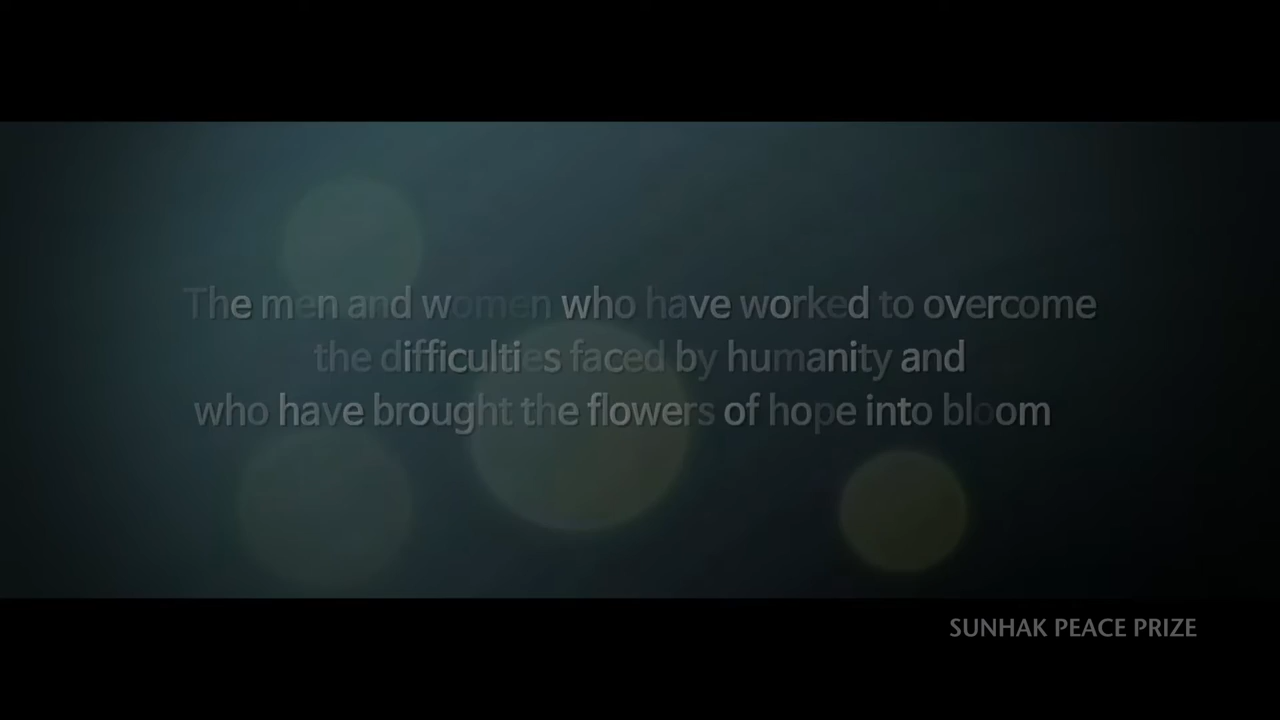 The men and women who have worked to overcome
the difficulties faced by humanity and
who have brought the flowers of hope into bloom
SUNHAK PEACE PRIZE